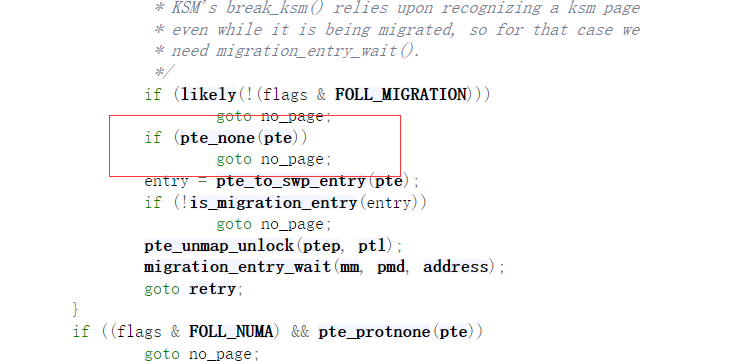 * KSM's break_ksm() relies upon recognizing a ksm page
* even while it is being migrated, so for that case we
* need migration_entry_wait().
*/
if (likely(!(flags & FOLL_MIGRATION)))
goto no_page;
if (pte_none(pte))
goto no_page;
entry = pte_to_swp_entry(pte);
if (!is_migration_entry(entry))
goto no_page;
pte_unmap_unlock(ptep, ptl);
migration_entry_wait(mm, pmd, address);
goto retry;
}
if ((flags & FOLL_NUMA) && pte_protnone(pte))
goto no_page;